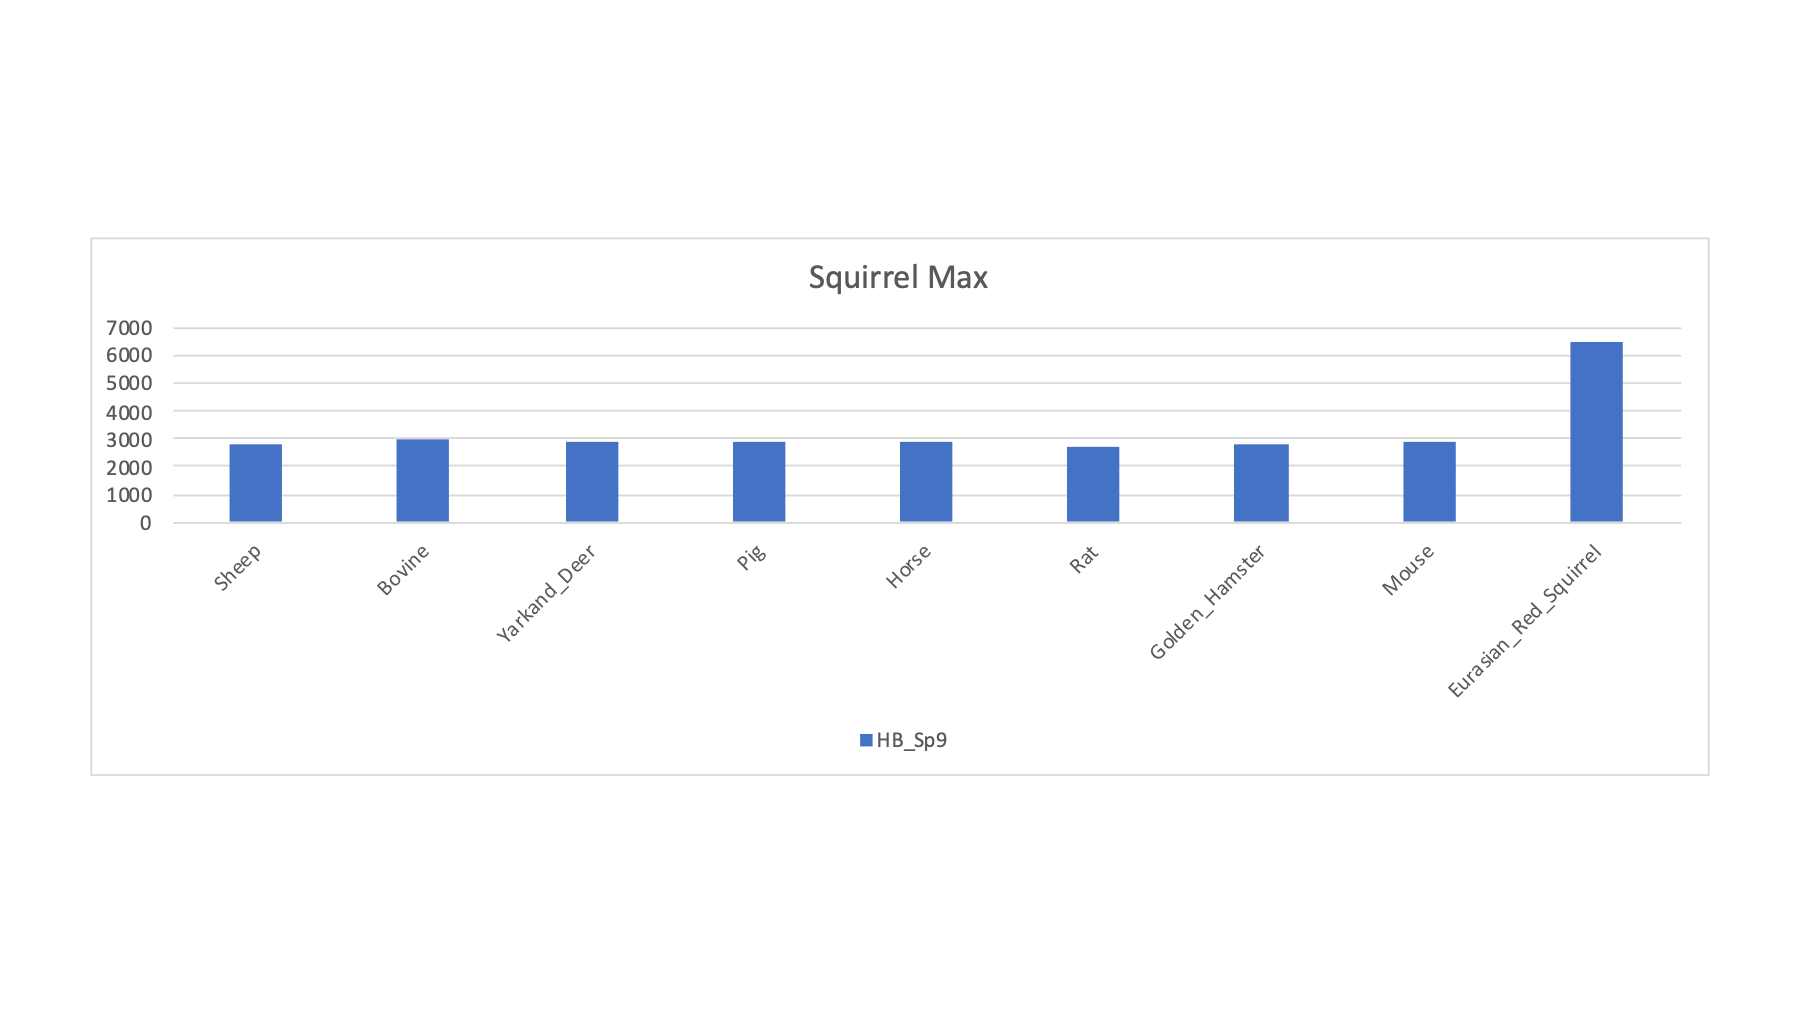 Squirrel Max
7000
6000
5000
4000
3000
2000
1000
0
Sheep
Bovine
Yarkand_Deer
Pig
Horse
Rat
Golden_Hamster
Mouse
Eurasian_Red_Squirrel
HB_Sp9